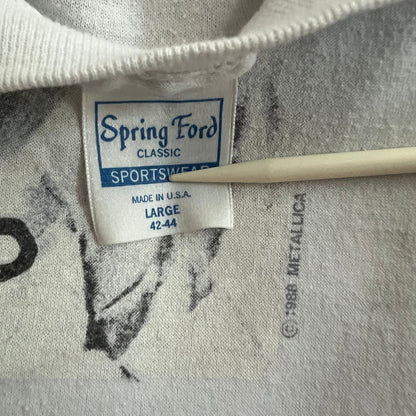 Spring Ford
CLASSIC
SPORTSWEAR
MADE IN U.S.A.
LARGE
42-44
© 1988 METALLICA